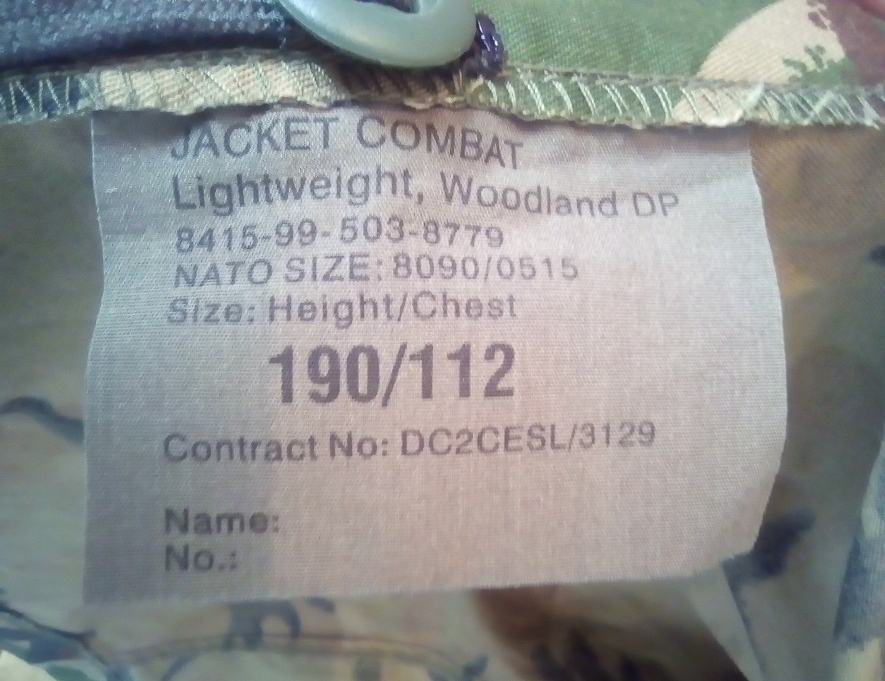 JACKET COMBAT
Lightweight, Woodland DP
8415-99-503-8779
NATO SIZE: 8090/0515
Size: Height/Chest
190/112
Contract No: DC2CESL/3129
Name:
No.: